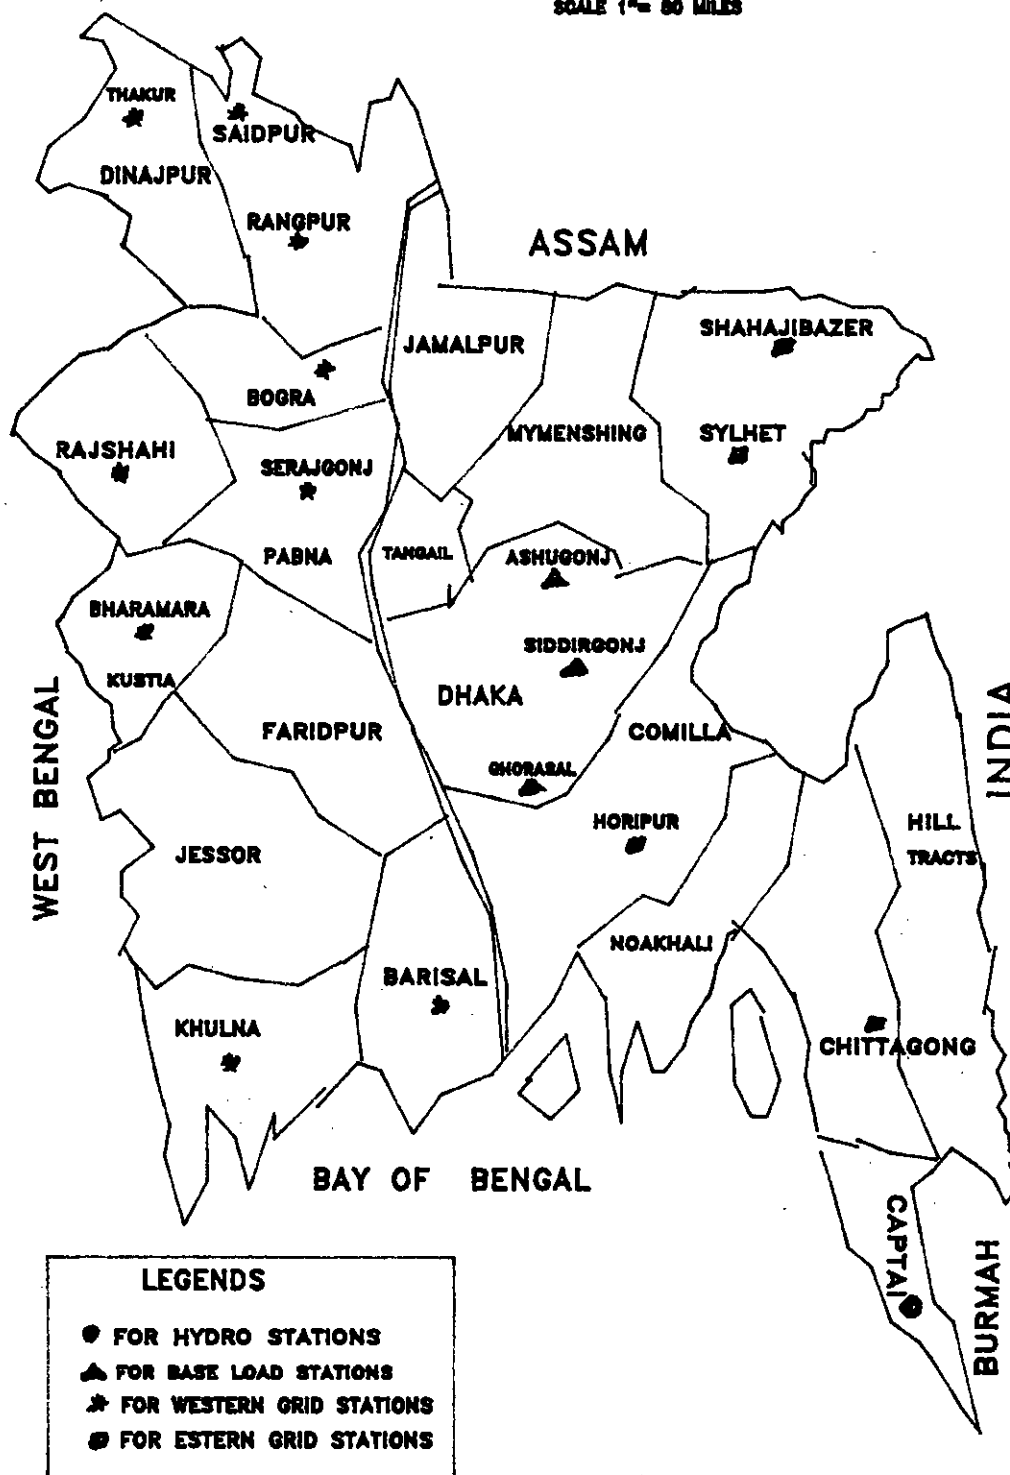 SCALE 1"= 80 MILES
THAKUR
SAIDPUR
DINAJPUR
RANGPUR
ASSAM
SHAHAJIBAZER
JAMALPUR
BOGRA
MYMENSHING
SYLHET
RAJSHAHI
SERAJGONJ
PABNA
TANGAIL
ASHUGONJ
BHARAMARA
SIDDIRGONJ
KUSTIA
DHAKA
WEST BENGAL
FARIDPUR
COMILLA
INDIA
GHORASAL
HORIPUR
HILL
TRACTS
JESSOR
NOAKHALI
BARISAL
KHULNA
CHITTAGONG
BAY OF BENGAL
CAPTAI
BURMAH
LEGENDS
FOR HYDRO STATIONS
FOR BASE LOAD STATIONS
FOR WESTERN GRID STATIONS
FOR ESTERN GRID STATIONS